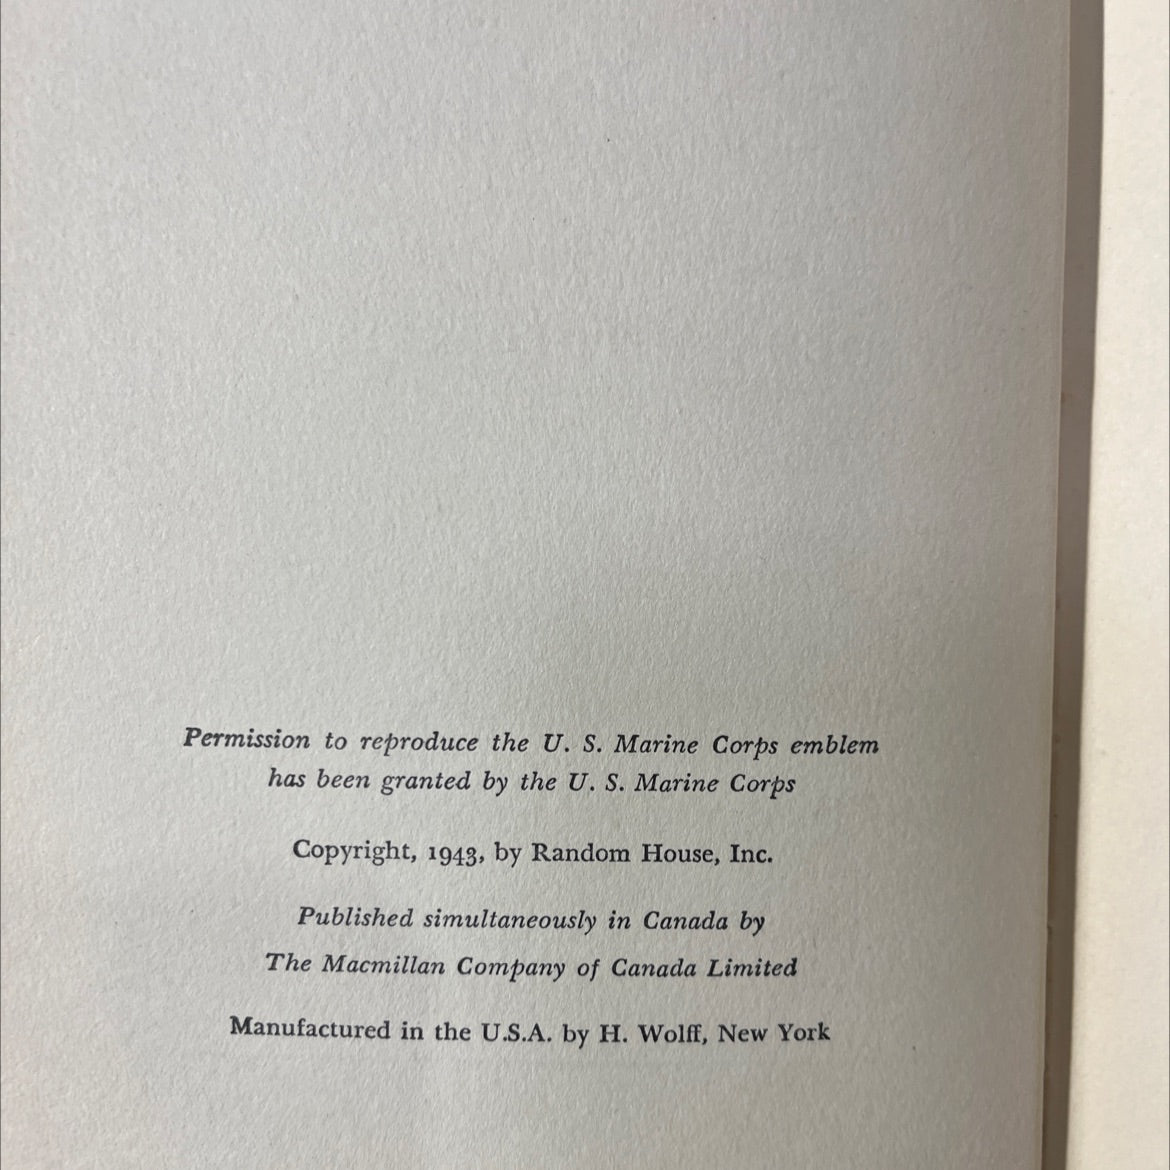 Permission to reproduce the U. S. Marine Corps emblem
has been granted by the U. S. Marine Corps
Copyright, 1943, by Random House, Inc.
Published simultaneously in Canada by
The Macmillan Company of Canada Limited
Manufactured in the U.S.A. by H. Wolff, New York